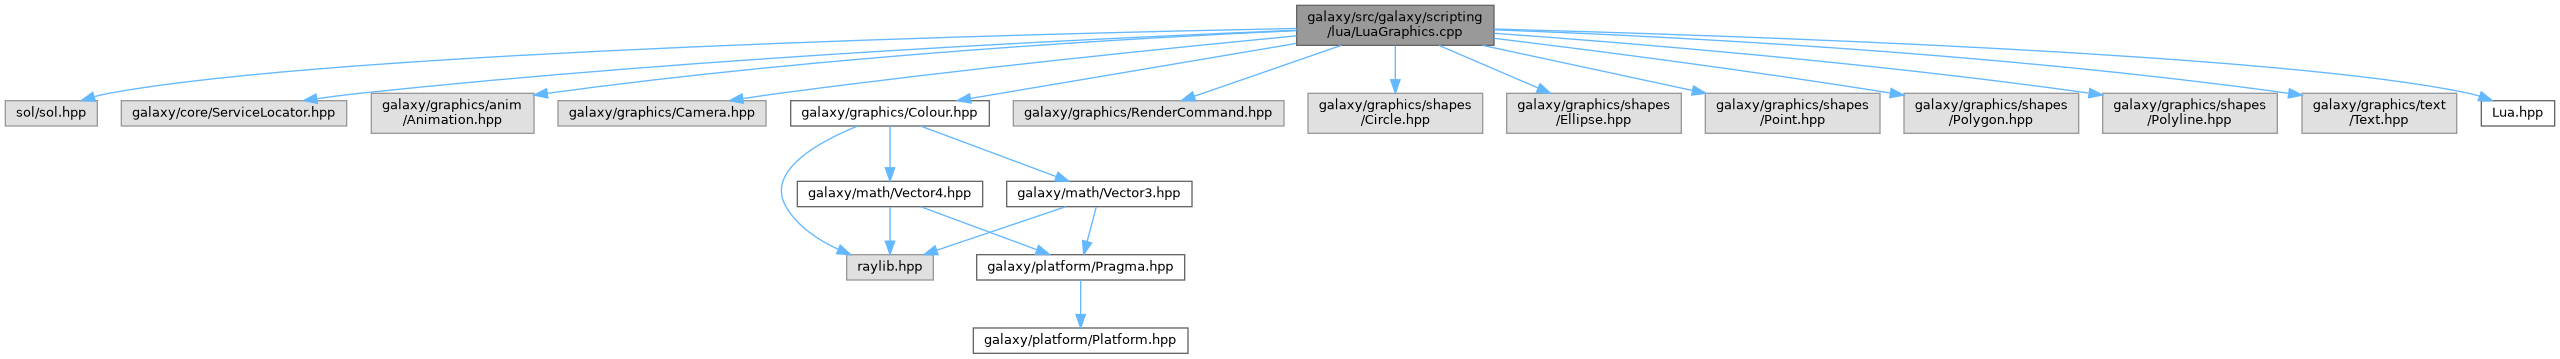 galaxy/src/galaxy/scripting
/lua/LuaGraphics.cpp
sol/sol.hpp
galaxy/core/ServiceLocator.hpp
galaxy/graphics/anim
/Animation.hpp
galaxy/graphics/Camera.hpp
galaxy/graphics/Colour.hpp
galaxy/graphics/RenderCommand.hpp
galaxy/graphics/shapes
/Circle.hpp
galaxy/graphics/shapes
/Ellipse.hpp
galaxy/graphics/shapes
/Point.hpp
galaxy/graphics/shapes
/Polygon.hpp
galaxy/graphics/shapes
/Polyline.hpp
galaxy/graphics/text
/Text.hpp
Lua.hpp
galaxy/math/Vector4.hpp
galaxy/math/Vector3.hpp
raylib.hpp
galaxy/platform/Pragma.hpp
galaxy/platform/Platform.hpp